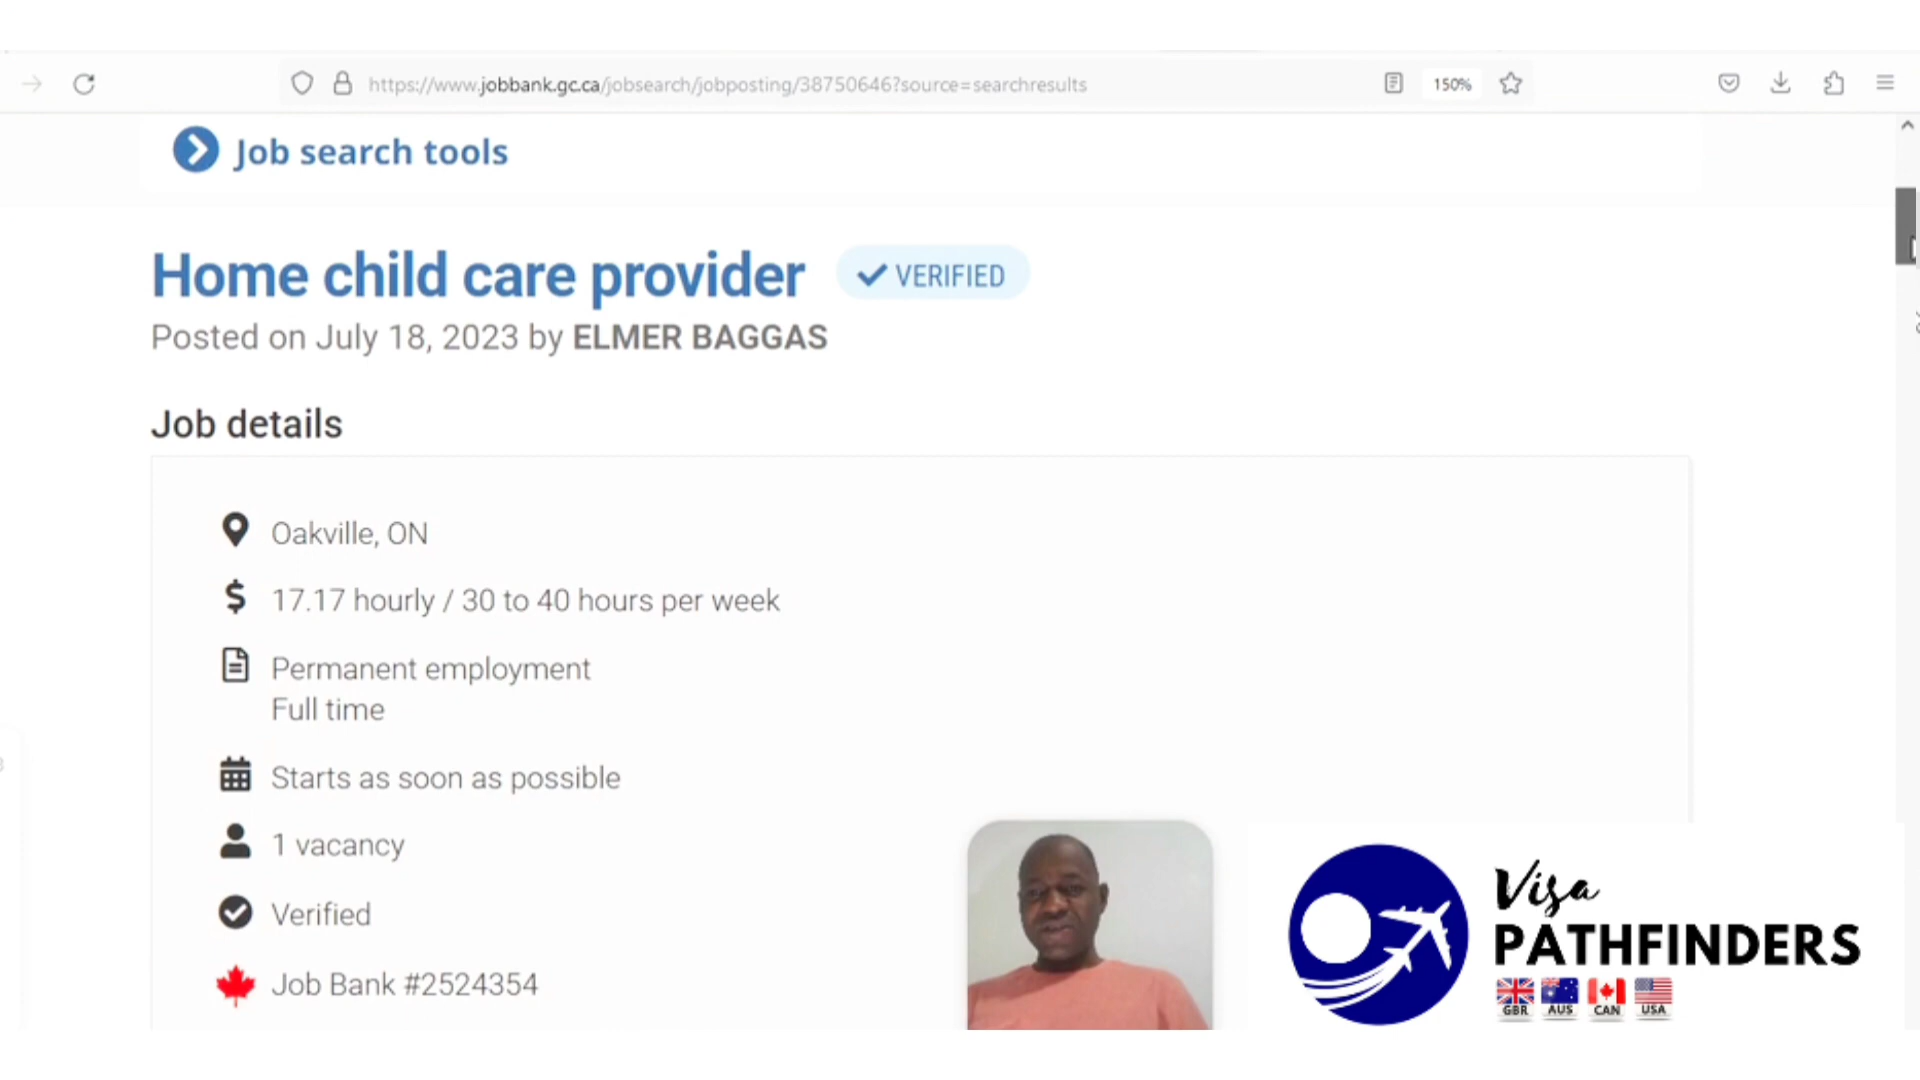 https://www.jobbank.gc.ca/jobsearch/jobposting/38750646?source=searchresults
150%
Job search tools
Home child care provider
VERIFIED
Posted on July 18, 2023 by ELMER BAGGAS
Job details
Oakville, ON
17.17 hourly / 30 to 40 hours per week
Permanent employment
Full time
Starts as soon as possible
1 vacancy
Verified
Job Bank #2524354
Visa
PATHFINDERS
GBR AUS CAN USA